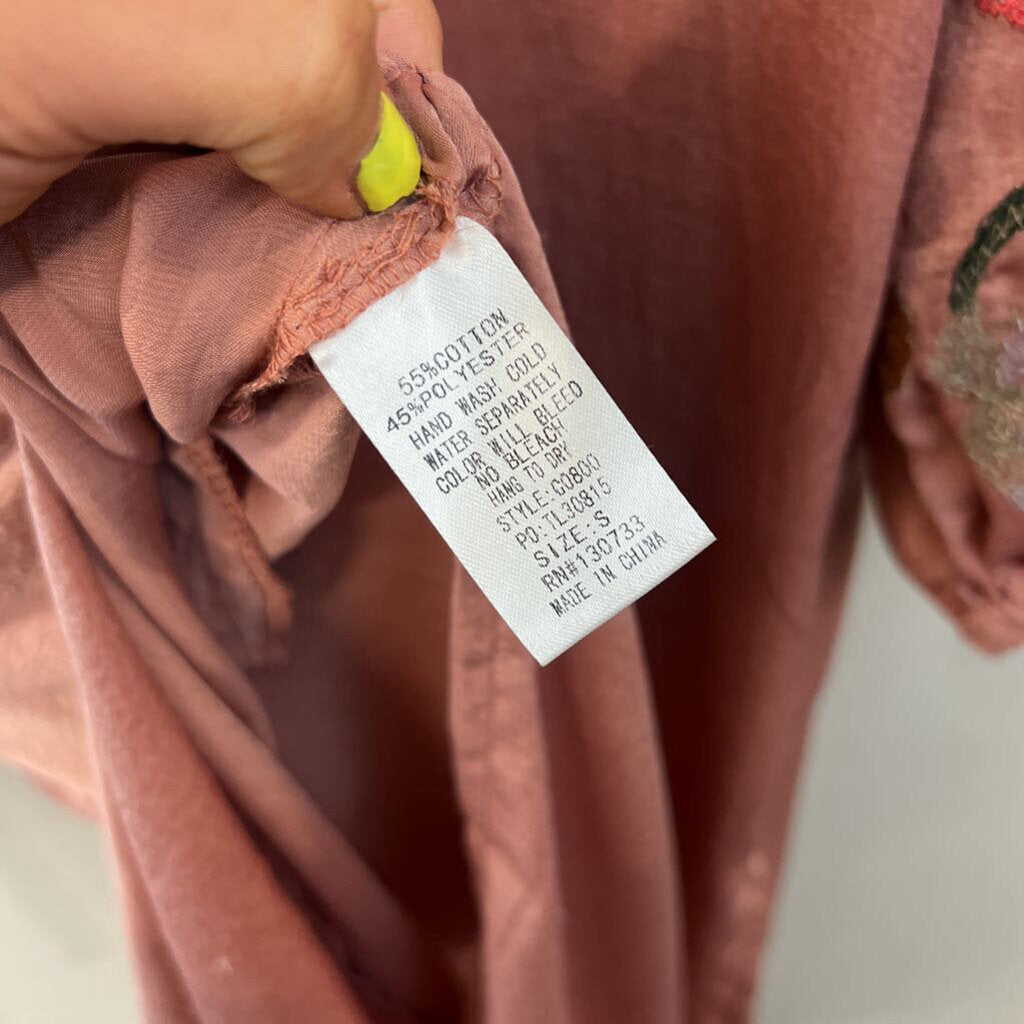 55%COTTON
45%POLYESTER
HAND WASH COLD
WATER SEPARATELY
COLOR WILL BLEED
NO BLEACH
HANG TO DRY
STYLE:G0800
PO:TL30815
SIZE:S
RN#130733
MADE IN CHINA